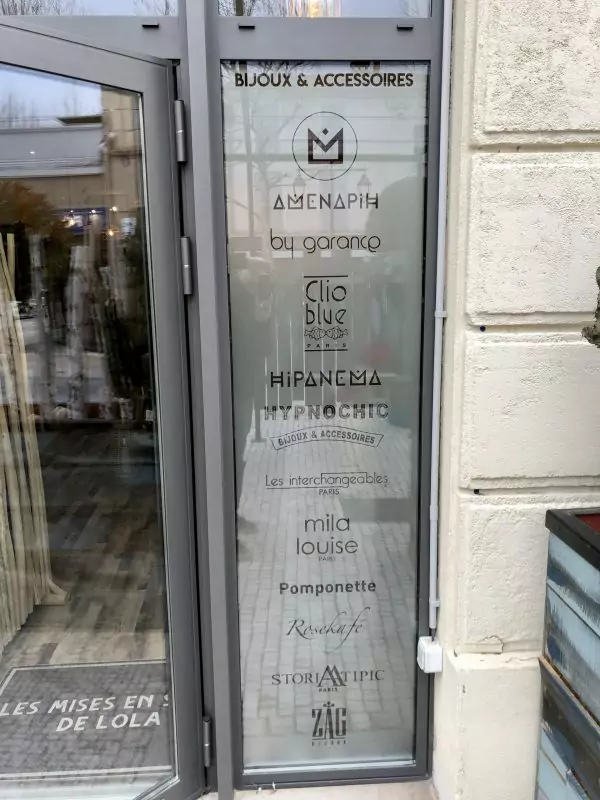 BIJOUX & ACCESSOIRES
AMENAPIH
by garance
Clio
blue
PARIS
HiPANEMA
HYPNOCHIC
BIJOUX & ACCESSOIRES
Les interchangeables
PARIS
mila
louise
PARIS
Pomponette
Rosekafé
STORIATIPIC
PARIS
ZAG
BIJOUX
LES MISES EN
DE LOLA